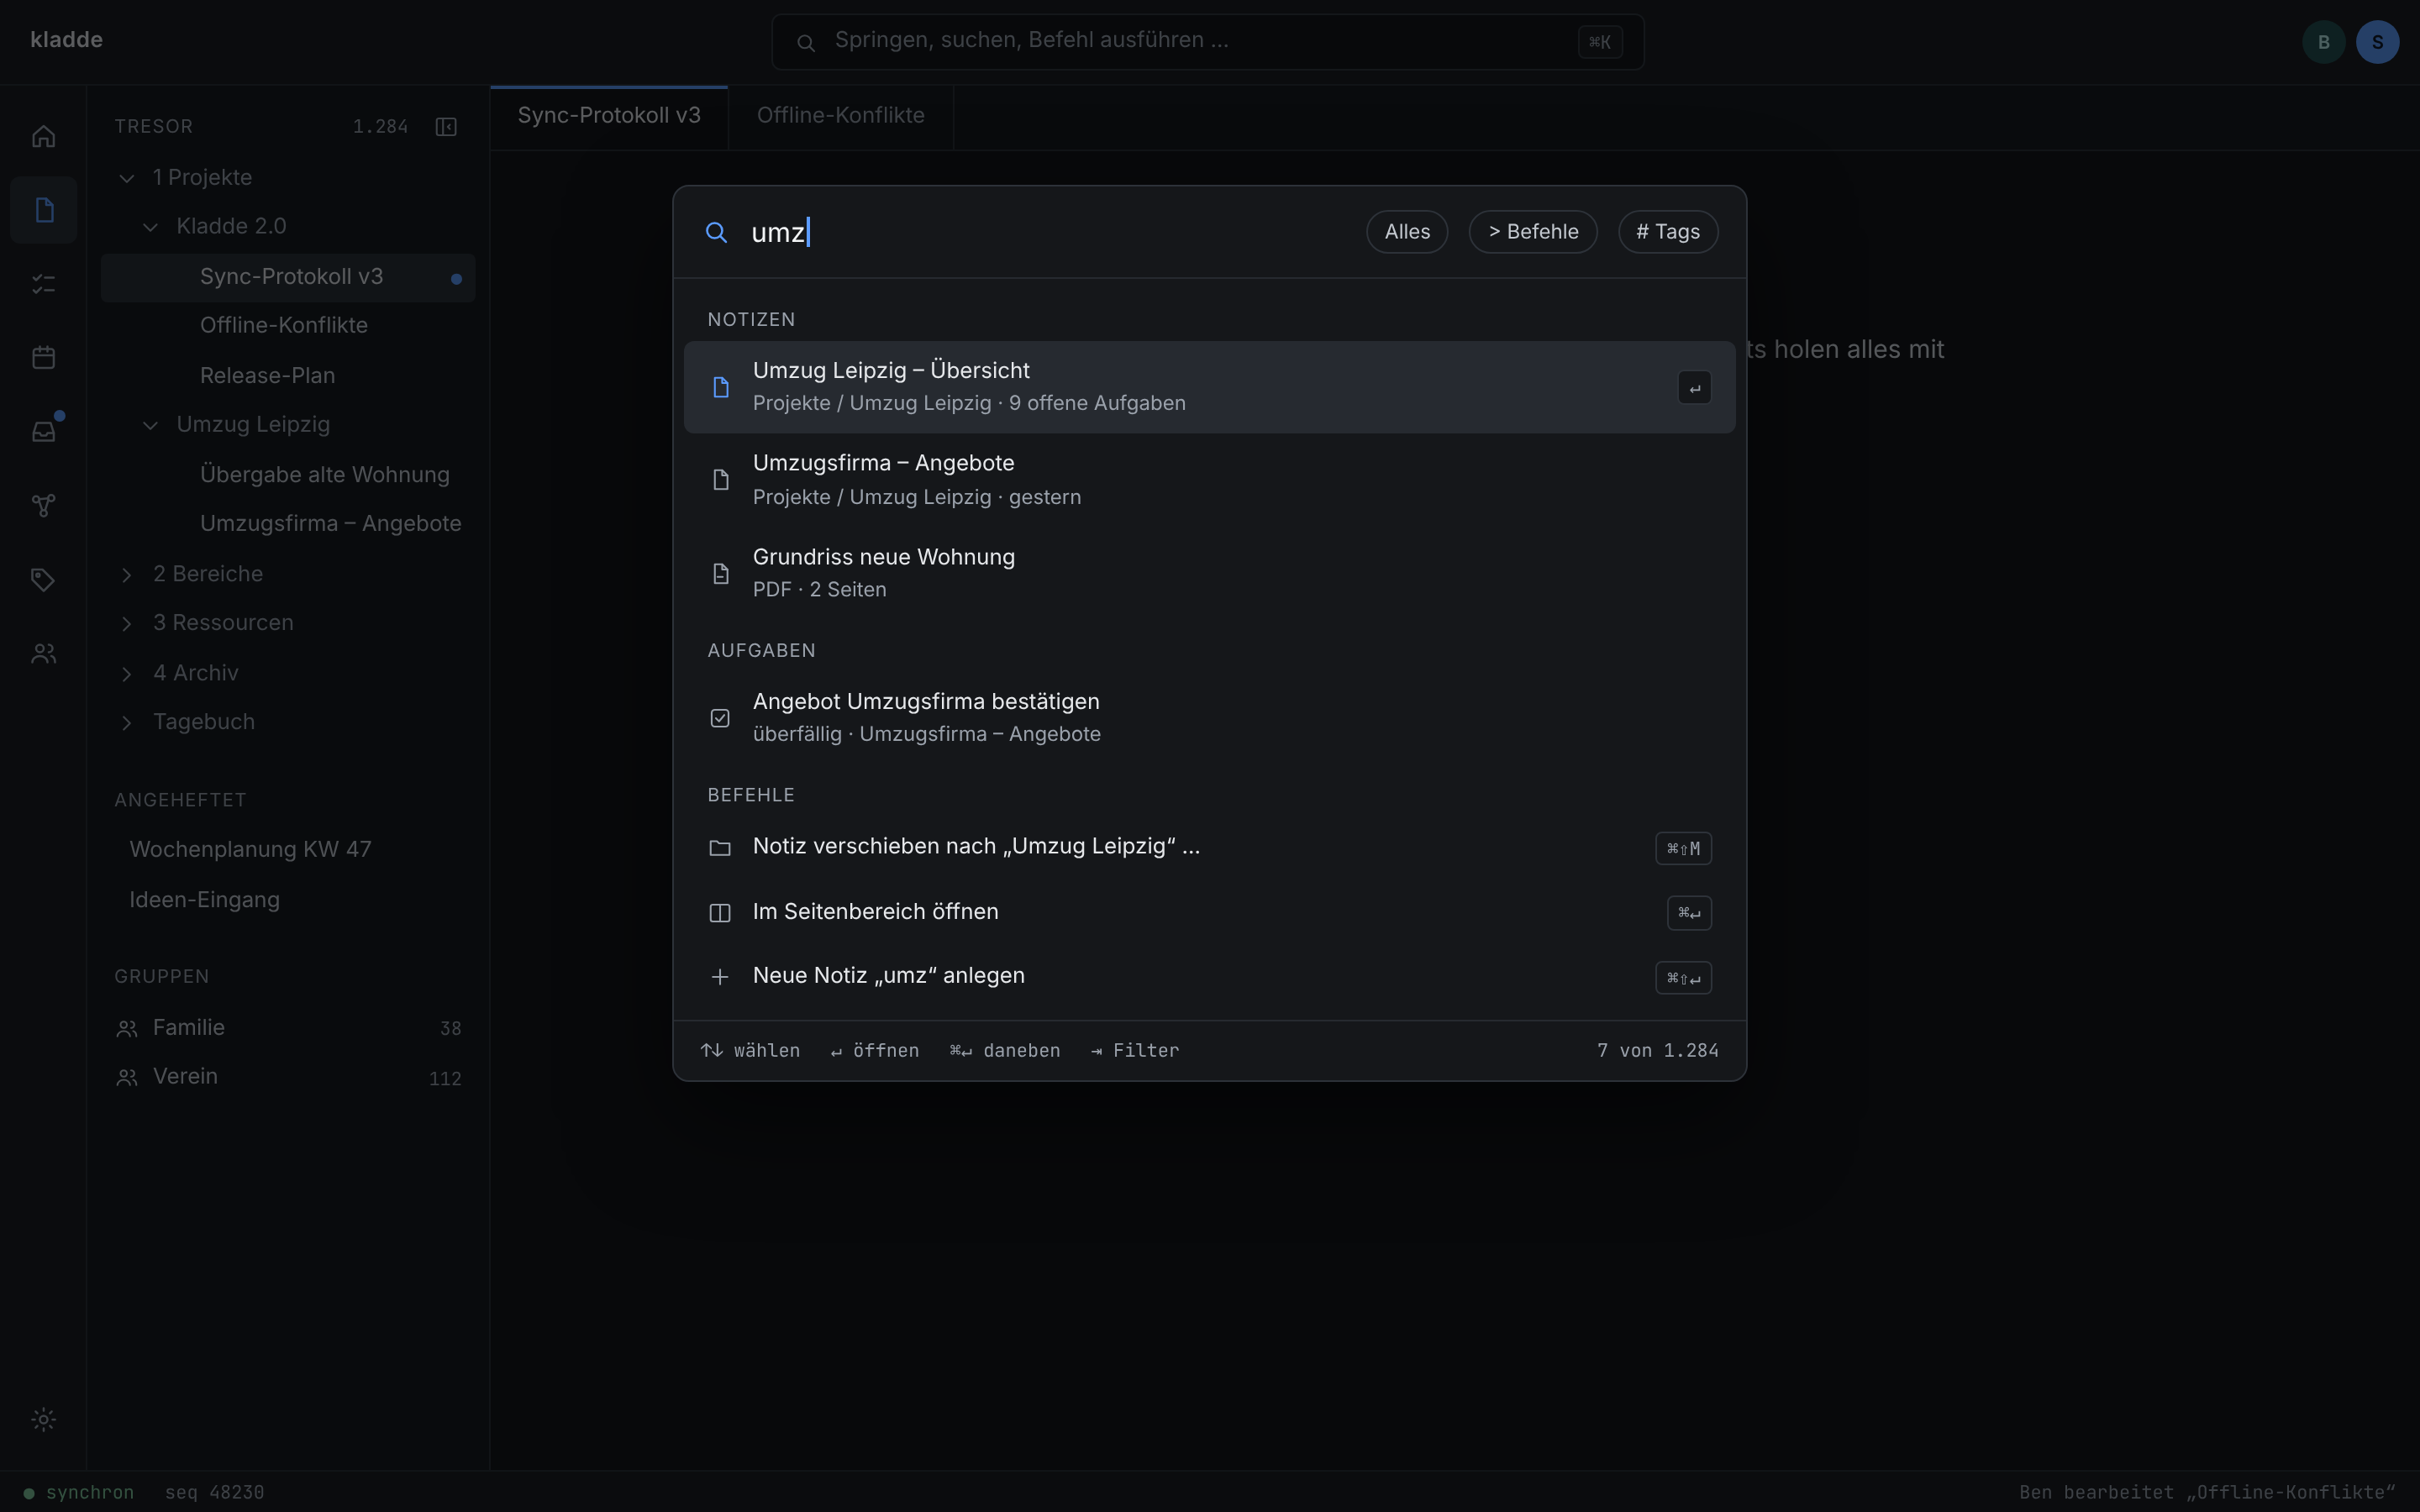 kladde
Springen, suchen, Befehl ausführen …
⌘K
B
S
TRESOR
1.284
1 Projekte
Kladde 2.0
Sync-Protokoll v3
Offline-Konflikte
Release-Plan
Umzug Leipzig
Übergabe alte Wohnung
Umzugsfirma – Angebote
2 Bereiche
3 Ressourcen
4 Archiv
Tagebuch
ANGEHEFTET
Wochenplanung KW 47
Ideen-Eingang
GRUPPEN
Familie 38
Verein 112
Sync-Protokoll v3
Offline-Konflikte
ts holen alles mit
umz
Alles
> Befehle
# Tags
NOTIZEN
Umzug Leipzig – Übersicht
Projekte / Umzug Leipzig · 9 offene Aufgaben
↵
Umzugsfirma – Angebote
Projekte / Umzug Leipzig · gestern
Grundriss neue Wohnung
PDF · 2 Seiten
AUFGABEN
Angebot Umzugsfirma bestätigen
überfällig · Umzugsfirma – Angebote
BEFEHLE
Notiz verschieben nach „Umzug Leipzig“ … ⌘⇧M
Im Seitenbereich öffnen ⌘↵
Neue Notiz „umz“ anlegen ⌘⇧↵
↑↓ wählen ↵ öffnen ⌘↵ daneben ⇥ Filter 7 von 1.284
synchron seq 48230
Ben bearbeitet „Offline-Konflikte“